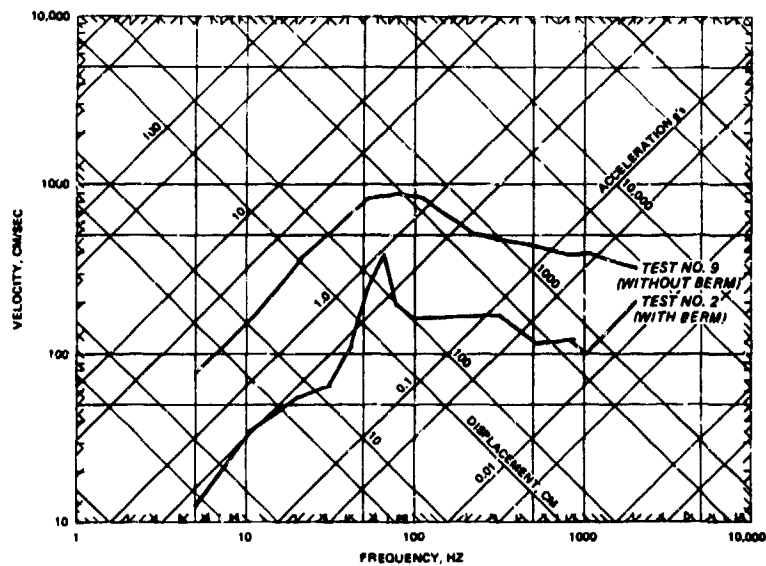 10,000
1000
100
10
VELOCITY, CM/SEC
1
10
100
1000
10,000
FREQUENCY, HZ
100
10
1.0
0.1
10
100
1000
10,000
ACCELERATION g's
DISPLACEMENT, CM
0.01
TEST NO. 9
(WITHOUT BERM)
TEST NO. 2
(WITH BERM)